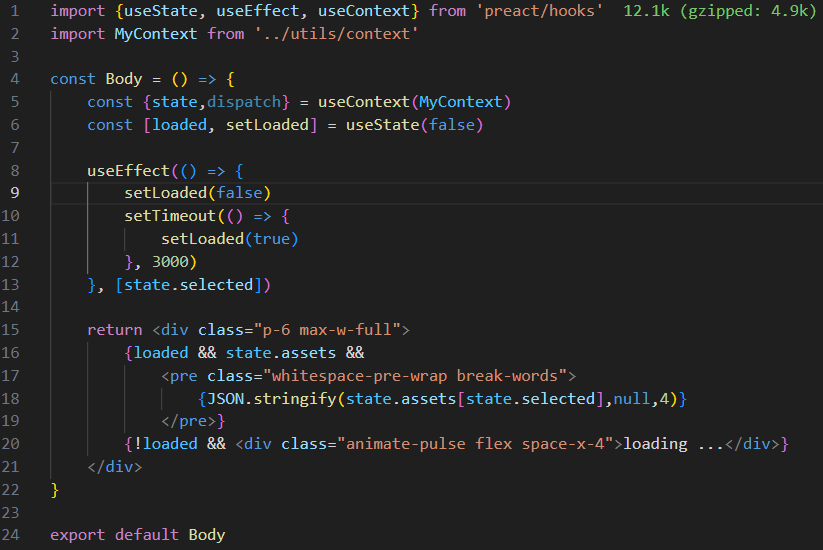 1 import {useState, useEffect, useContext} from 'preact/hooks' 12.1k (gzipped: 4.9k)
2 import MyContext from '../utils/context'
3
4 const Body = () => {
5     const {state,dispatch} = useContext(MyContext)
6     const [loaded, setLoaded] = useState(false)
7
8     useEffect(() => {
9         setLoaded(false)
10         setTimeout(() => {
11             setLoaded(true)
12         }, 3000)
13     }, [state.selected])
14
15     return <div class="p-6 max-w-full">
16         {loaded && state.assets &&
17             <pre class="whitespace-pre-wrap break-words">
18                 {JSON.stringify(state.assets[state.selected],null,4)}
19             </pre>}
20         {!loaded && <div class="animate-pulse flex space-x-4">loading ...</div>}
21     </div>
22 }
23
24 export default Body